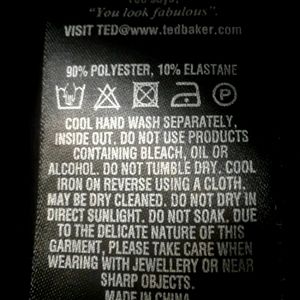 "You look fabulous".
VISIT TED@www.tedbaker.com
90% POLYESTER, 10% ELASTANE
COOL HAND WASH SEPARATELY,
INSIDE OUT. DO NOT USE PRODUCTS
CONTAINING BLEACH, OIL OR
ALCOHOL. DO NOT TUMBLE DRY. COOL
IRON ON REVERSE USING A CLOTH.
MAY BE DRY CLEANED. DO NOT DRY IN
DIRECT SUNLIGHT. DO NOT SOAK. DUE
TO THE DELICATE NATURE OF THIS
GARMENT, PLEASE TAKE CARE WHEN
WEARING WITH JEWELLERY OR NEAR
SHARP OBJECTS.
MADE IN CHINA